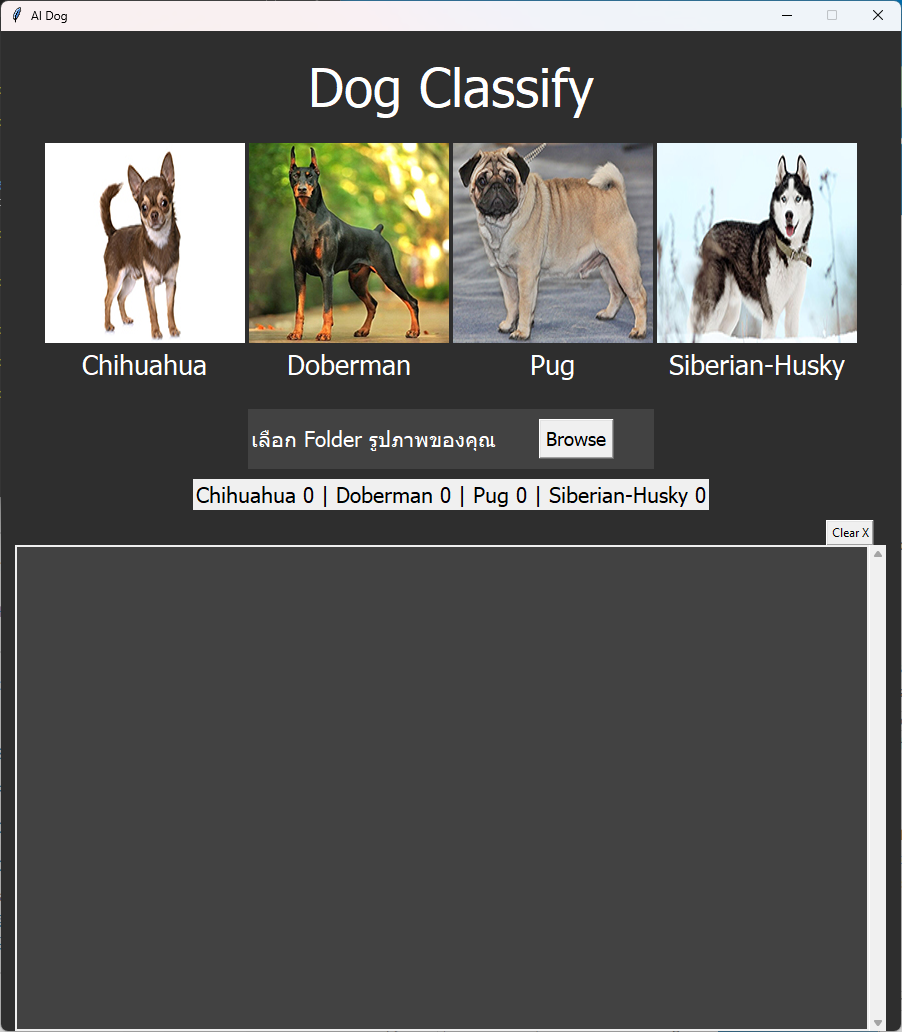 AI Dog
Dog Classify
Chihuahua
Doberman
Pug
Siberian-Husky
เลือก Folder รูปภาพของคุณ
Browse
Chihuahua 0 | Doberman 0 | Pug 0 | Siberian-Husky 0
Clear X